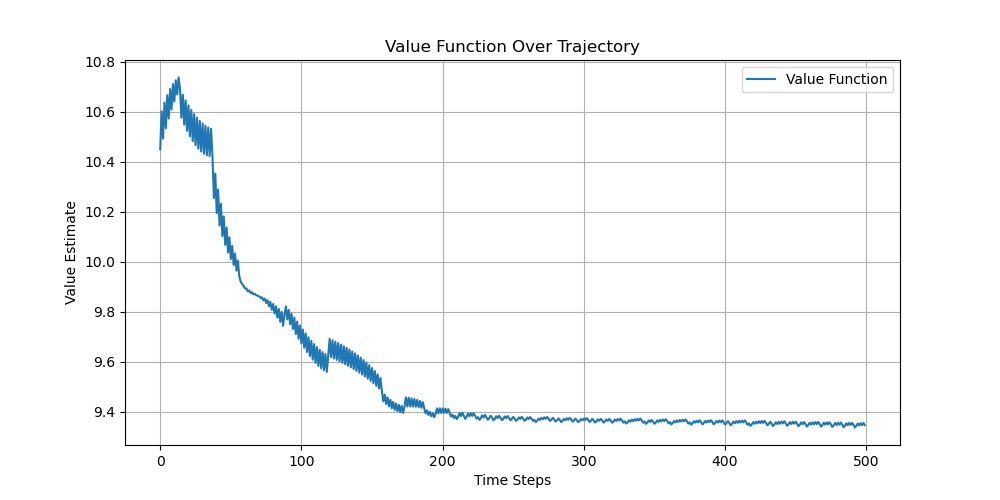 Value Function Over Trajectory
Value Function
Value Estimate
10.8
10.6
10.4
10.2
10.0
9.8
9.6
9.4
0 100 200 300 400 500
Time Steps